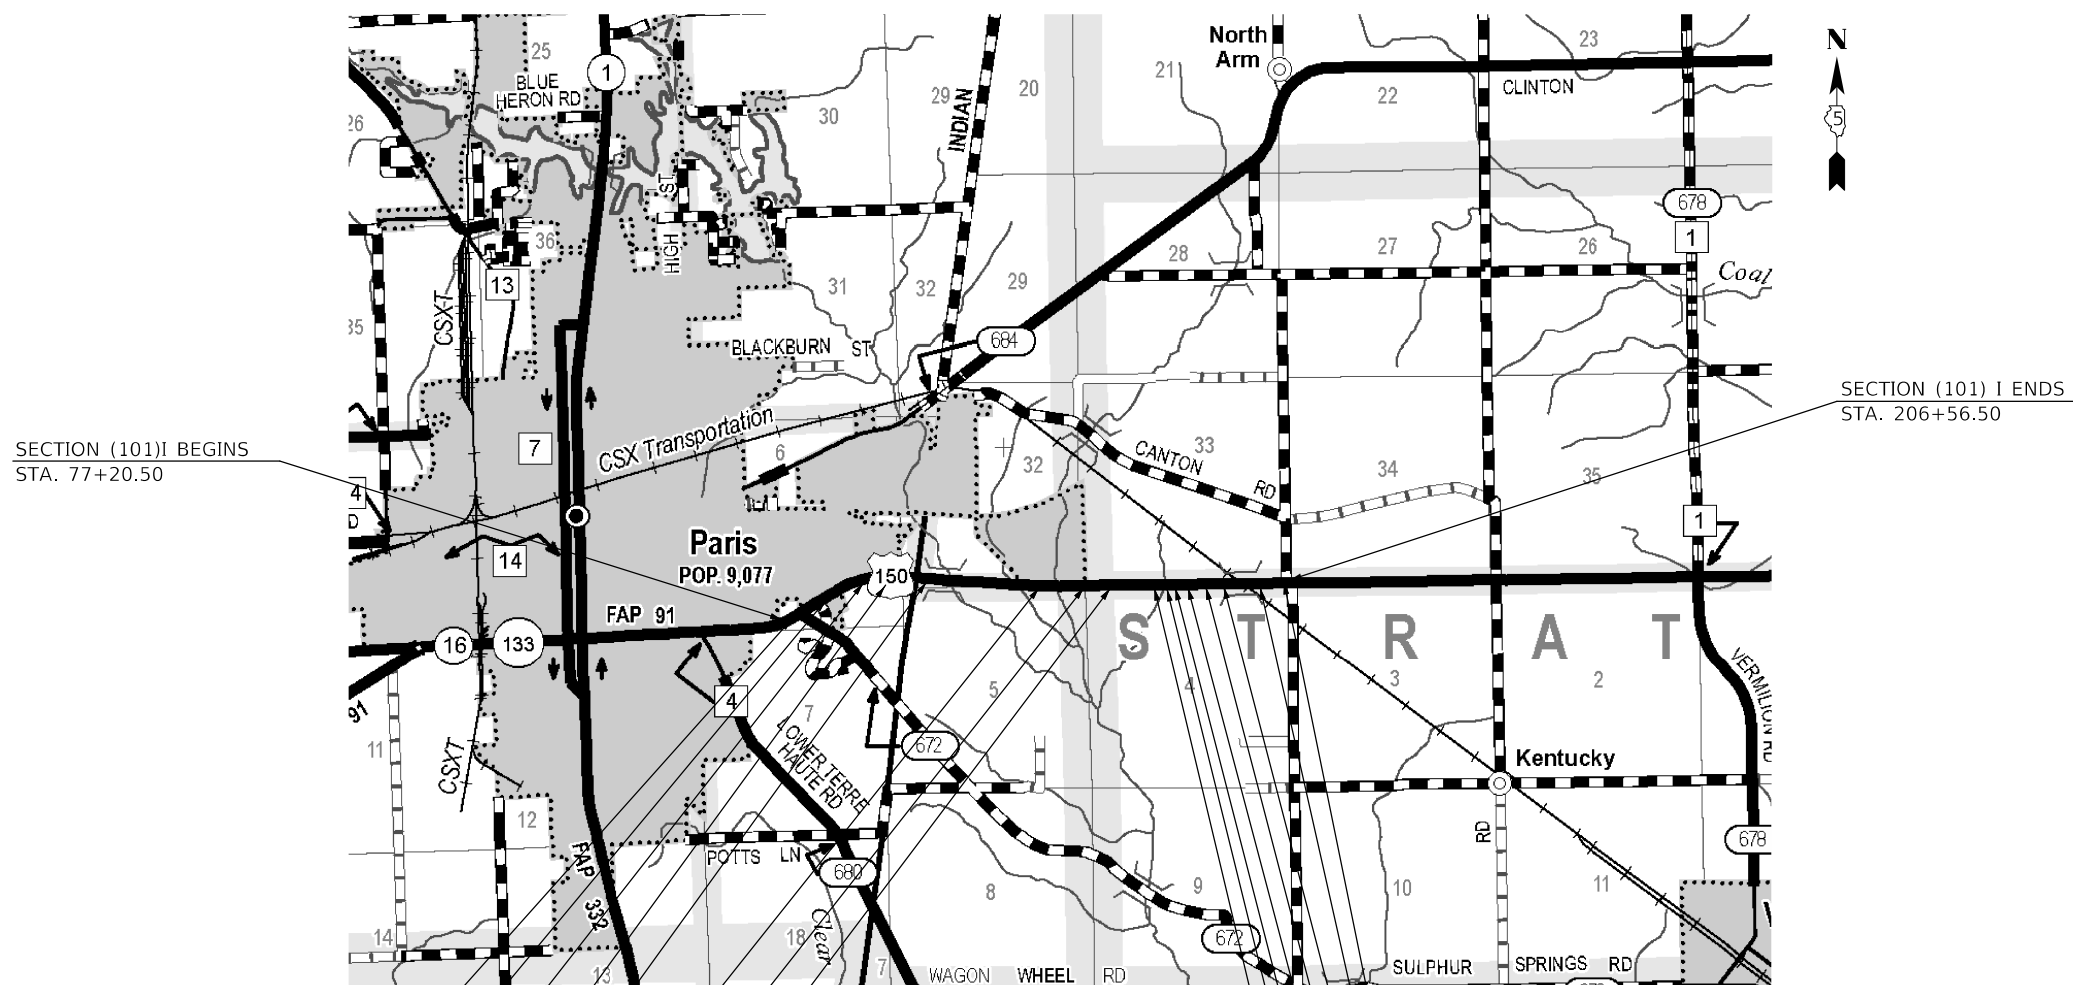 North
Arm
N
5
25
1
BLUE
HERON RD
26
30
29
20
21
22
23
CLINTON
INDIAN
HIGH ST
36
13
CSXT
35
31
32
29
28
27
26
678
1
Coal
684
BLACKBURN ST
7
CSX Transportation
6
32
33
CANTON
RD
34
35
SECTION (101) I ENDS
STA. 206+56.50
SECTION (101)I BEGINS
STA. 77+20.50
4
D
14
Paris
POP. 9,077
150
1
FAP 91
16
133
91
S T R A T
4
7
5
4
3
2
VERMILION RD
11
CSXT
LOWER TERRE
HAUTE RD
672
Kentucky
12
POTTS LN
680
RD
678
FAP 332
8
9
10
11
14
13
18
Clear
7
672
WAGON WHEEL RD
SULPHUR SPRINGS RD